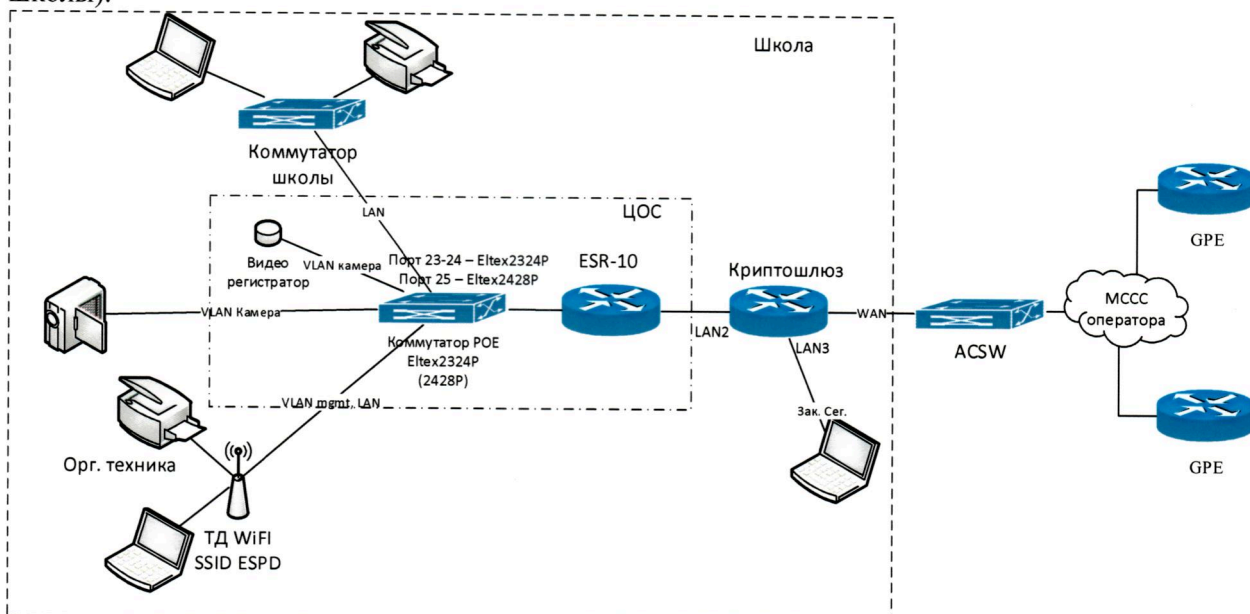 школы).
Школа
Коммутатор
школы
LAN
ЦОС
Видео
регистратор
VLAN камера
Порт 23-24 – Eltex2324P
Порт 25 – Eltex2428P
ESR-10
Криптошлюз
GPE
VLAN Камера
Коммутатор POE
Eltex2324P
(2428P)
LAN2
WAN
LAN3
ACSW
МССС
оператора
VLAN mgmt, LAN
Зак. Сег.
Орг. техника
GPE
ТД WiFI
SSID ESPD